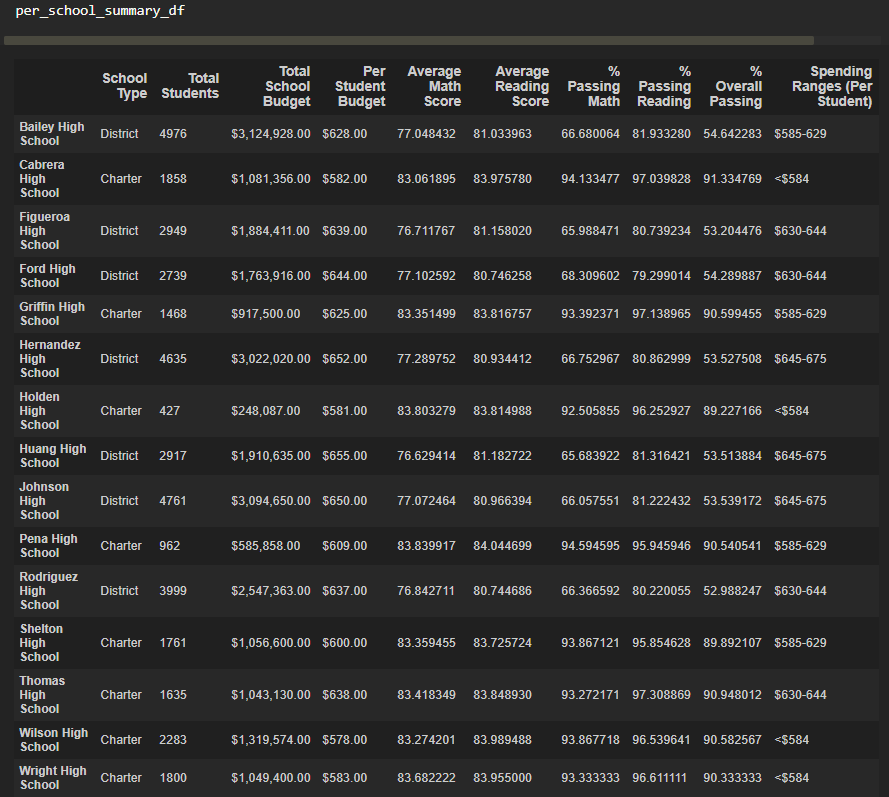 per_school_summary_df
School Type Total Students Total School Budget Per Student Budget Average Math Score Average Reading Score % Passing Math % Passing Reading % Overall Passing Spending Ranges (Per Student)
Bailey High School District 4976 $3,124,928.00 $628.00 77.048432 81.033963 66.680064 81.933280 54.642283 $585-629
Cabrera High School Charter 1858 $1,081,356.00 $582.00 83.061895 83.975780 94.133477 97.039828 91.334769 <$584
Figueroa High School District 2949 $1,884,411.00 $639.00 76.711767 81.158020 65.988471 80.739234 53.204476 $630-644
Ford High School District 2739 $1,763,916.00 $644.00 77.102592 80.746258 68.309602 79.299014 54.289887 $630-644
Griffin High School Charter 1468 $917,500.00 $625.00 83.351499 83.816757 93.392371 97.138965 90.599455 $585-629
Hernandez High School District 4635 $3,022,020.00 $652.00 77.289752 80.934412 66.752967 80.862999 53.527508 $645-675
Holden High School Charter 427 $248,087.00 $581.00 83.803279 83.814988 92.505855 96.252927 89.227166 <$584
Huang High School District 2917 $1,910,635.00 $655.00 76.629414 81.182722 65.683922 81.316421 53.513884 $645-675
Johnson High School District 4761 $3,094,650.00 $650.00 77.072464 80.966394 66.057551 81.222432 53.539172 $645-675
Pena High School Charter 962 $585,858.00 $609.00 83.839917 84.044699 94.594595 95.945946 90.540541 $585-629
Rodriguez High School District 3999 $2,547,363.00 $637.00 76.842711 80.744686 66.366592 80.220055 52.988247 $630-644
Shelton High School Charter 1761 $1,056,600.00 $600.00 83.359455 83.725724 93.867121 95.854628 89.892107 $585-629
Thomas High School Charter 1635 $1,043,130.00 $638.00 83.418349 83.848930 93.272171 97.308869 90.948012 $630-644
Wilson High School Charter 2283 $1,319,574.00 $578.00 83.274201 83.989488 93.867718 96.539641 90.582567 <$584
Wright High School Charter 1800 $1,049,400.00 $583.00 83.682222 83.955000 93.333333 96.611111 90.333333 <$584